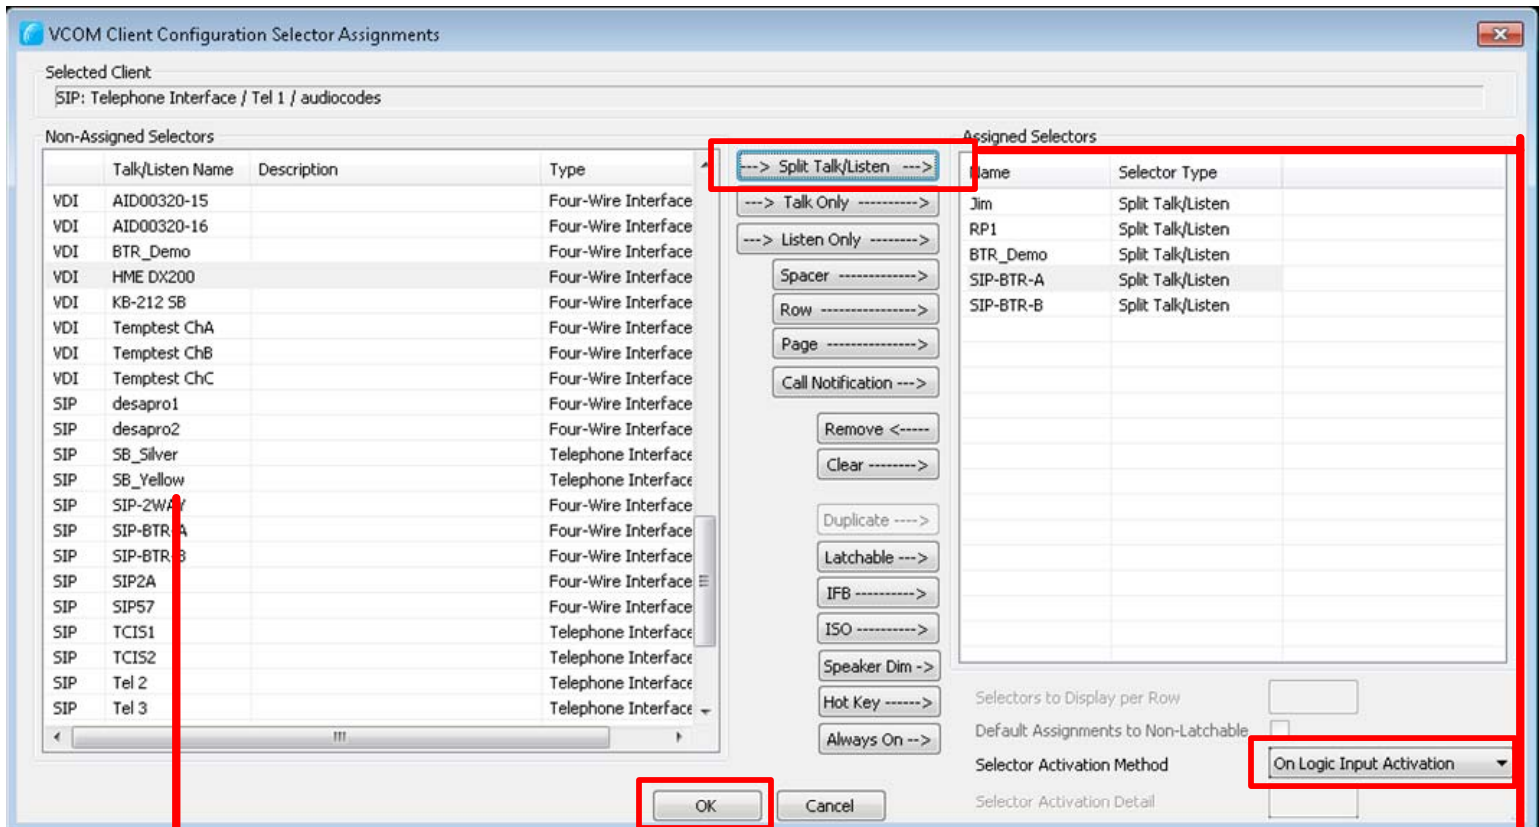 VCOM Client Configuration Selector Assignments
Selected Client
SIP: Telephone Interface / Tel 1 / audiocodes
Non-Assigned Selectors
Talk/Listen Name Description Type
VDI AID00320-15 Four-Wire Interface
VDI AID00320-16 Four-Wire Interface
VDI BTR_Demo Four-Wire Interface
VDI HME DX200 Four-Wire Interface
VDI KB-212 SB Four-Wire Interface
VDI Temptest ChA Four-Wire Interface
VDI Temptest ChB Four-Wire Interface
VDI Temptest ChC Four-Wire Interface
SIP desapro1 Four-Wire Interface
SIP desapro2 Four-Wire Interface
SIP SB_Silver Telephone Interface
SIP SB_Yellow Telephone Interface
SIP SIP-2WAY Four-Wire Interface
SIP SIP-BTR-A Four-Wire Interface
SIP SIP-BTR-B Four-Wire Interface
SIP SIP2A Four-Wire Interface
SIP SIP57 Four-Wire Interface
SIP TCIS1 Telephone Interface
SIP TCIS2 Telephone Interface
SIP Tel 2 Telephone Interface
SIP Tel 3 Telephone Interface
---> Split Talk/Listen --->
---> Talk Only ---------->
---> Listen Only -------->
Spacer ------------->
Row ---------------->
Page --------------->
Call Notification --->
Remove <-----
Clear -------->
Duplicate ---->
Latchable --->
IFB ---------->
ISO ---------->
Speaker Dim ->
Hot Key ------>
Always On -->
Assigned Selectors
Name Selector Type
Jim Split Talk/Listen
RP1 Split Talk/Listen
BTR_Demo Split Talk/Listen
SIP-BTR-A Split Talk/Listen
SIP-BTR-B Split Talk/Listen
Selectors to Display per Row
Default Assignments to Non-Latchable
Selector Activation Method On Logic Input Activation
Selector Activation Detail
OK Cancel